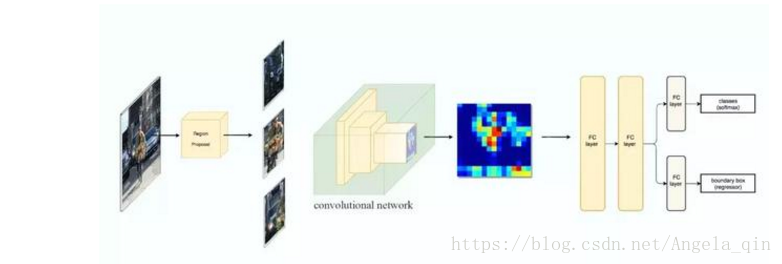 Region
Proposed
convolutional network
FC
layer
FC
layer
FC
layer
classes
(softmax)
FC
layer
boundary box
(regressor)
https://blog.csdn.net/Angela_qin